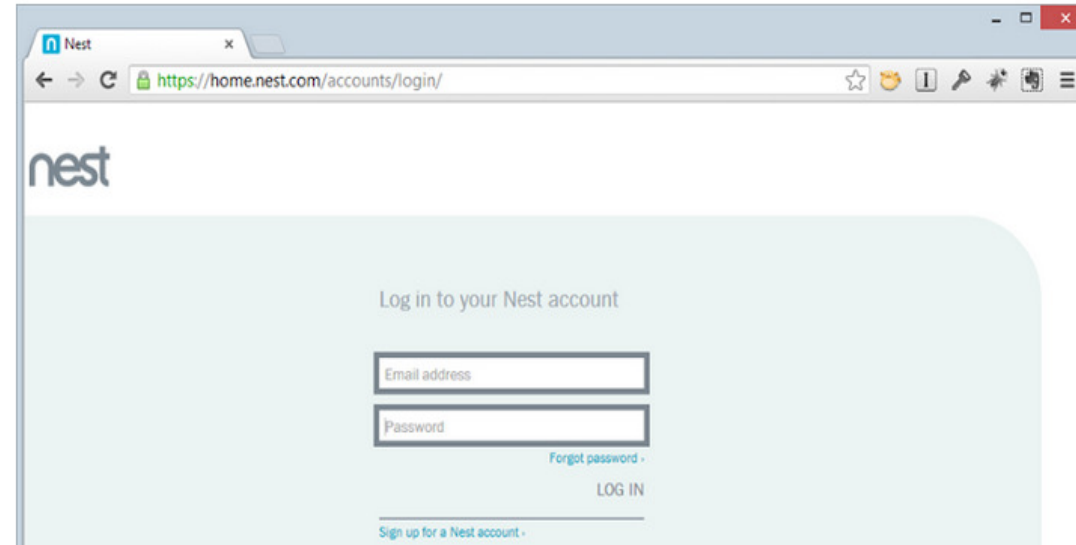 Nest
https://home.nest.com/accounts/login/
nest
Log in to your Nest account
Email address
Password
Forgot password ›
LOG IN
Sign up for a Nest account ›